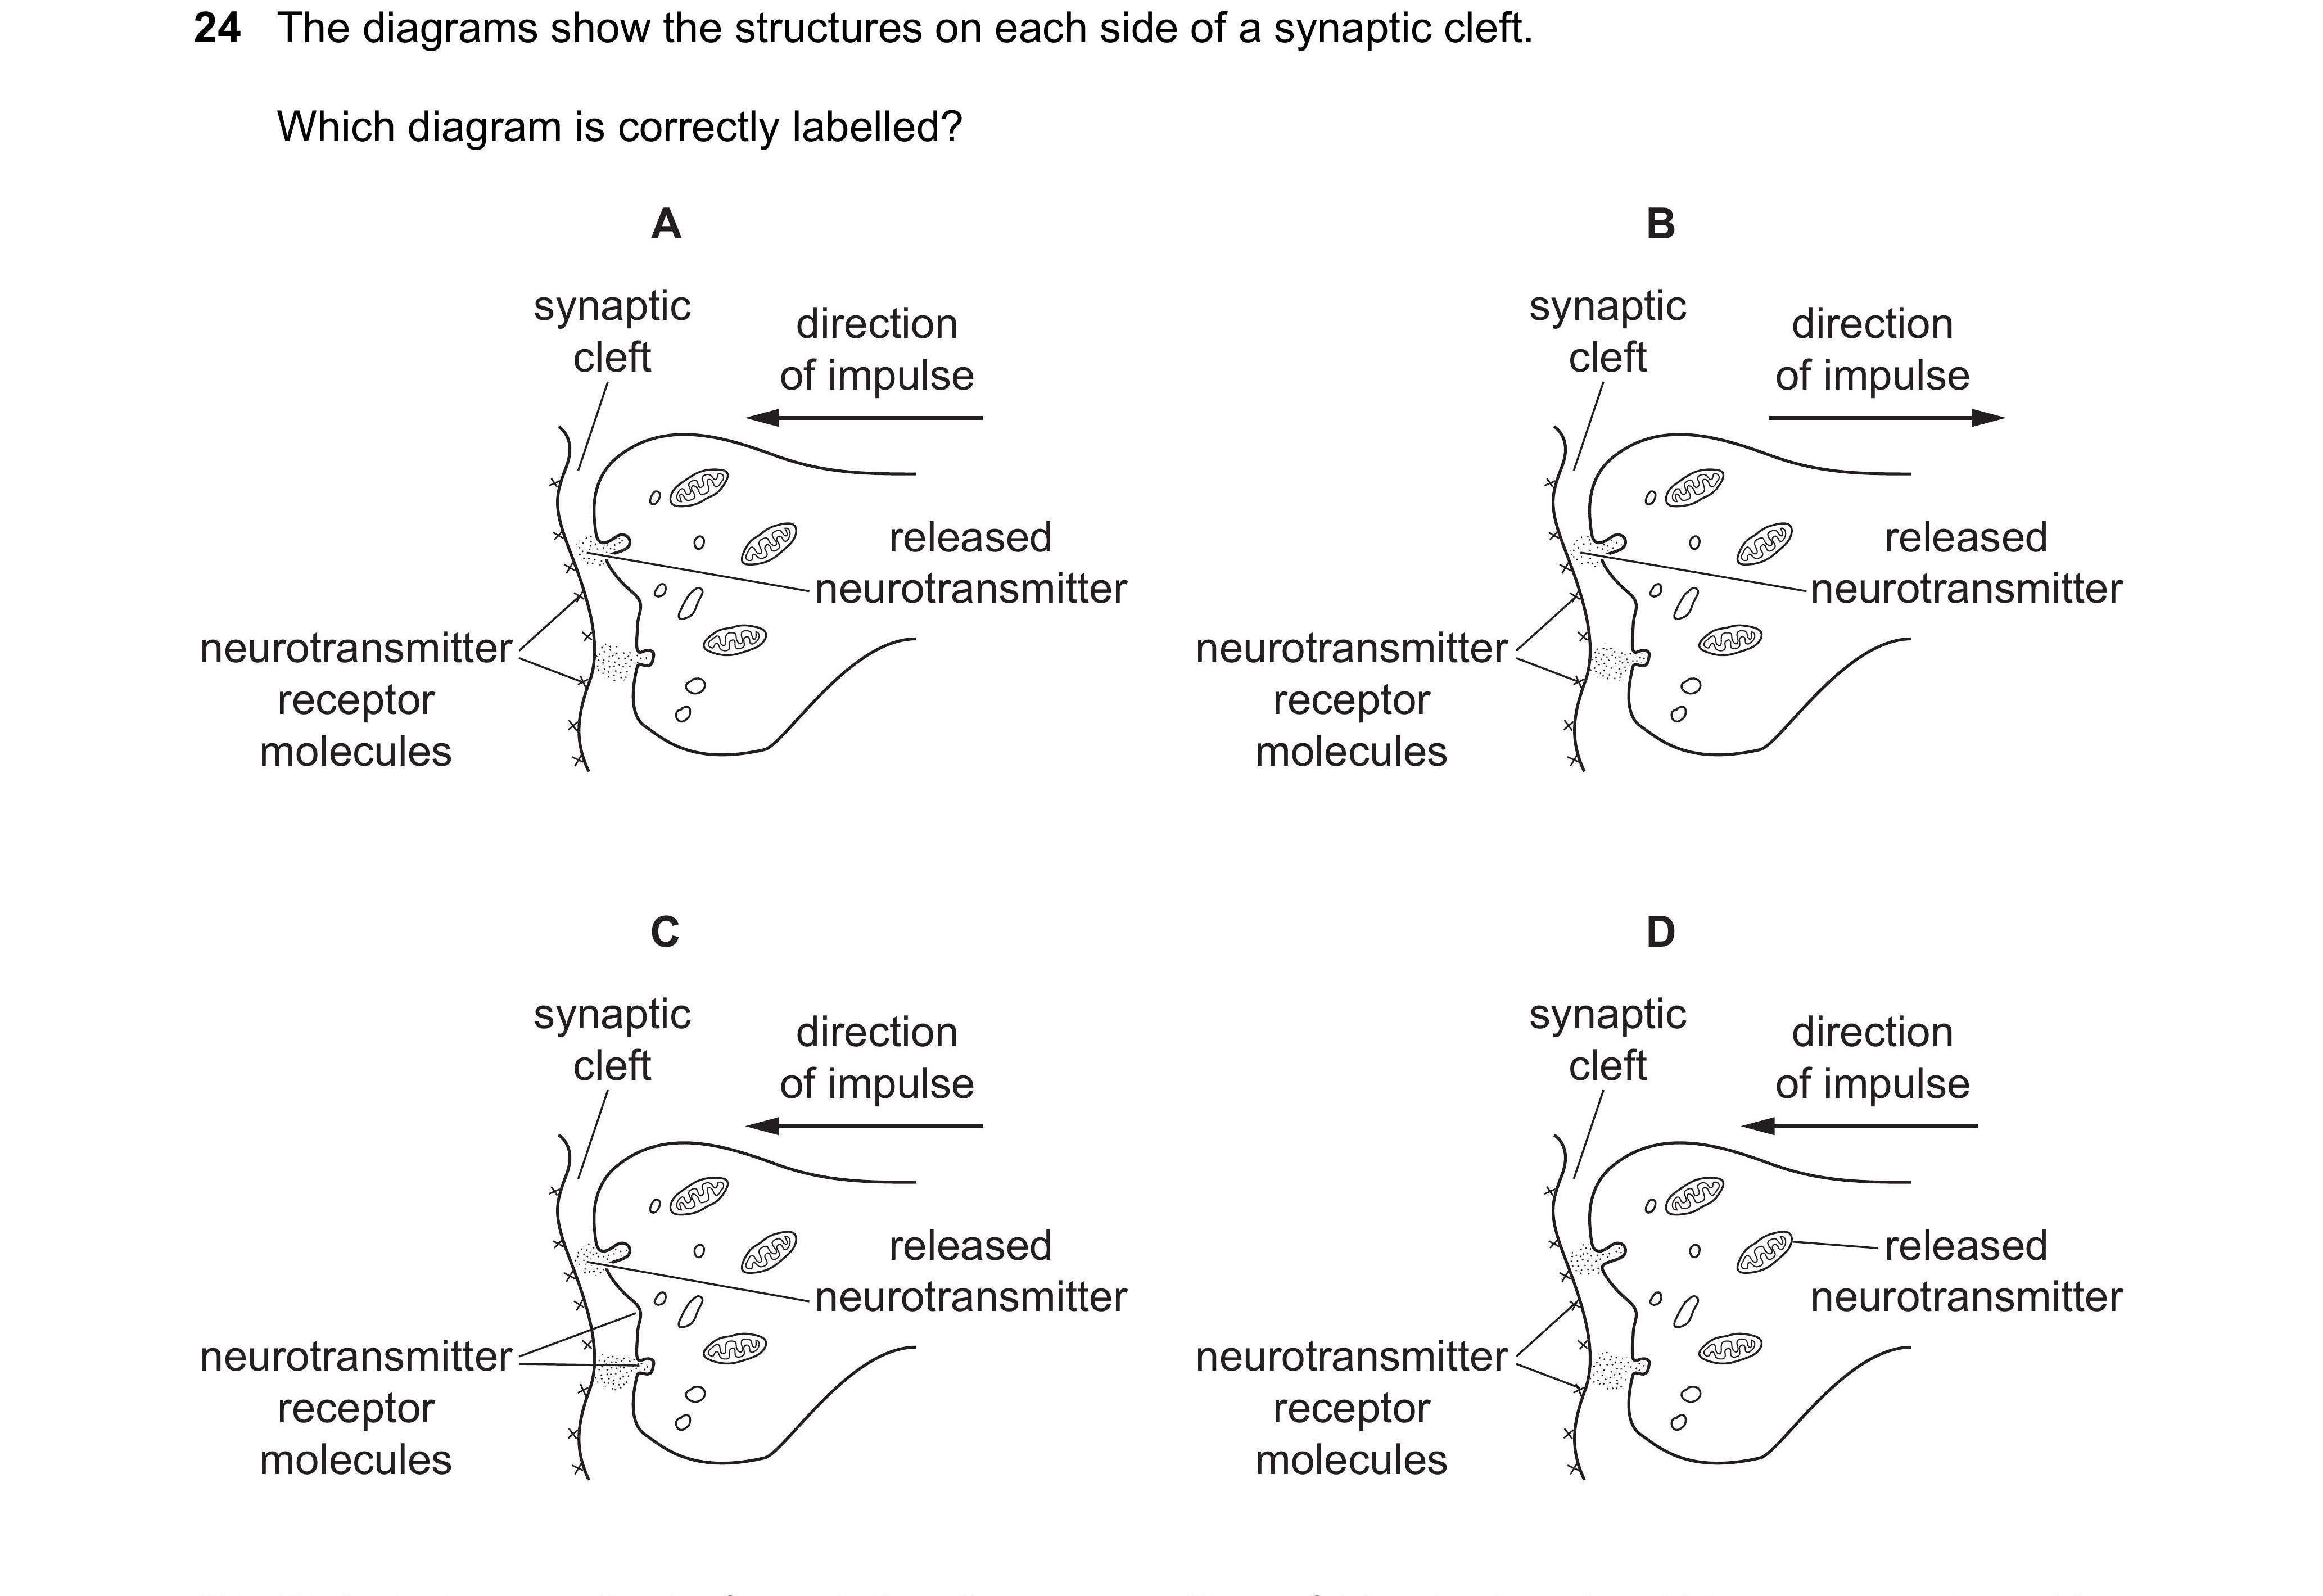 24 The diagrams show the structures on each side of a synaptic cleft.
Which diagram is correctly labelled?
A
synaptic
cleft
direction
of impulse
released
neurotransmitter
neurotransmitter
receptor
molecules
B
synaptic
cleft
direction
of impulse
released
neurotransmitter
neurotransmitter
receptor
molecules
C
synaptic
cleft
direction
of impulse
released
neurotransmitter
neurotransmitter
receptor
molecules
D
synaptic
cleft
direction
of impulse
released
neurotransmitter
neurotransmitter
receptor
molecules